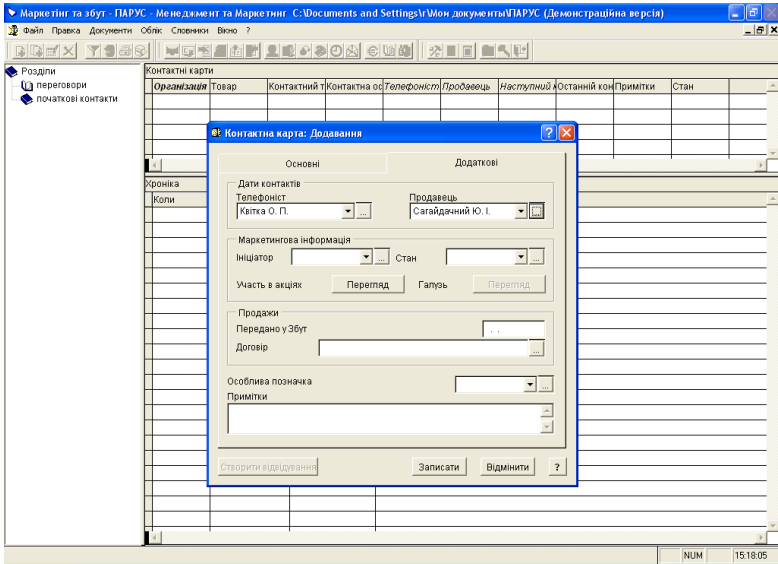 Маркетінг та збут - ПАРУС - Менеджмент та Маркетинг C:\Documents and Settings\r\Мои документы\ПАРУС (Демонстраційна версія)
Файл Правка Документи Облік Словники Вікно ?
Розділи
переговори
початкові контакти
Контактні карти
Організація Товар Контактний т Контактна ос Телефоніст Продавець Наступний к Останній кон Примітки Стан
Контактна карта: Додавання
Основні Додаткові
Дати контактів
Телефоніст Продавець
Квітка О. П. ... Сагайдачний Ю. І. ...
Маркетингова інформація
Ініціатор ... Стан ...
Участь в акціях Перегляд Галузь Перегляд
Продажи
Передано у Збут . .
Договір ...
Особлива позначка ...
Примітки
Створити відвідування Записати Відмінити ?
Хроніка
Коли
NUM 15:18:05